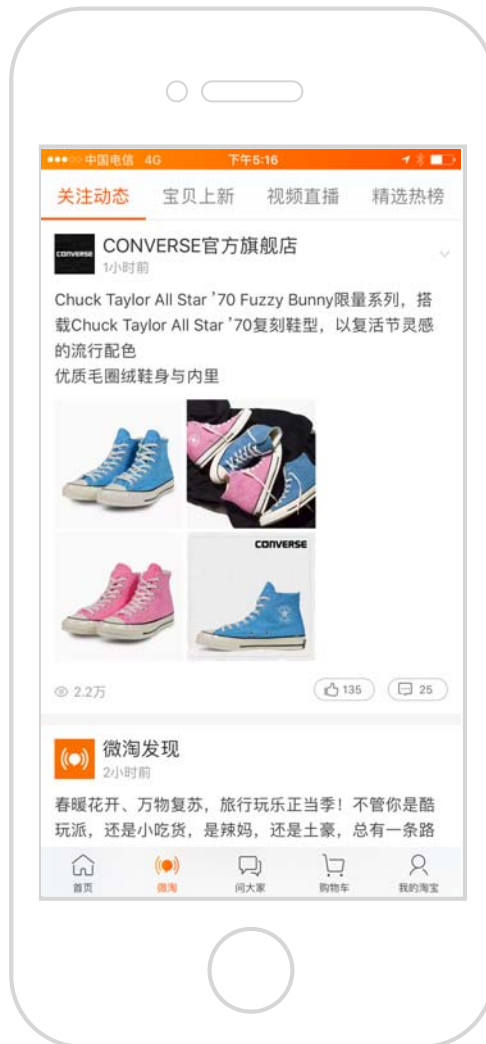 中国电信 4G 下午5:16
关注动态 宝贝上新 视频直播 精选热榜
CONVERSE
CONVERSE官方旗舰店
1小时前
Chuck Taylor All Star ’70 Fuzzy Bunny限量系列，搭
载Chuck Taylor All Star ’70复刻鞋型，以复活节灵感
的流行配色
优质毛圈绒鞋身与内里
CONVERSE
2.2万 135 25
微淘发现
2小时前
春暖花开、万物复苏，旅行玩乐正当季！不管你是酷
玩派，还是小吃货，是辣妈，还是土豪，总有一条路
首页 微淘 问大家 购物车 我的淘宝